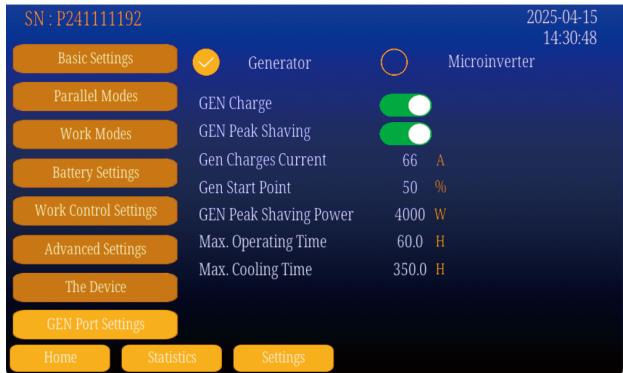 SN : P241111192
2025-04-15
14:30:48
Basic Settings
Parallel Modes
Work Modes
Battery Settings
Work Control Settings
Advanced Settings
The Device
GEN Port Settings
Generator
Microinverter
GEN Charge
GEN Peak Shaving
Gen Charges Current 66 A
Gen Start Point 50 %
GEN Peak Shaving Power 4000 W
Max. Operating Time 60.0 H
Max. Cooling Time 350.0 H
Home Statistics Settings